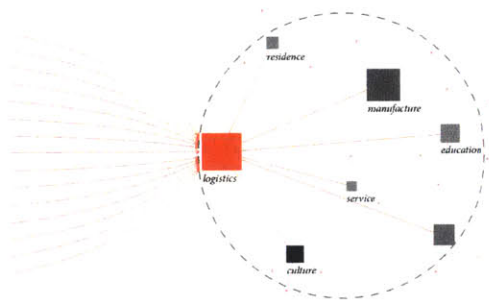 residence
manufacture
education
logistics
service
culture